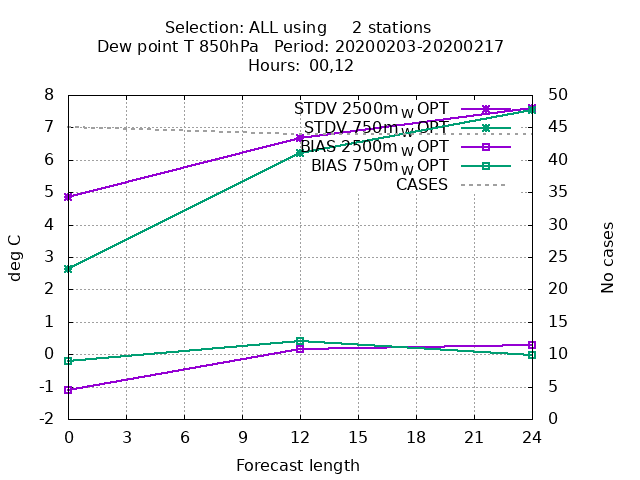 Selection: ALL using 2 stations
Dew point T 850hPa Period: 20200203-20200217
Hours: 00,12
8
7
6
5
4
3
2
1
0
-1
-2
deg C
STDV 2500m_W OPT
STDV 750m_W OPT
BIAS 2500m_W OPT
BIAS 750m_W OPT
CASES
50
45
40
35
30
25
20
15
10
5
0
No cases
0 3 6 9 12 15 18 21 24
Forecast length